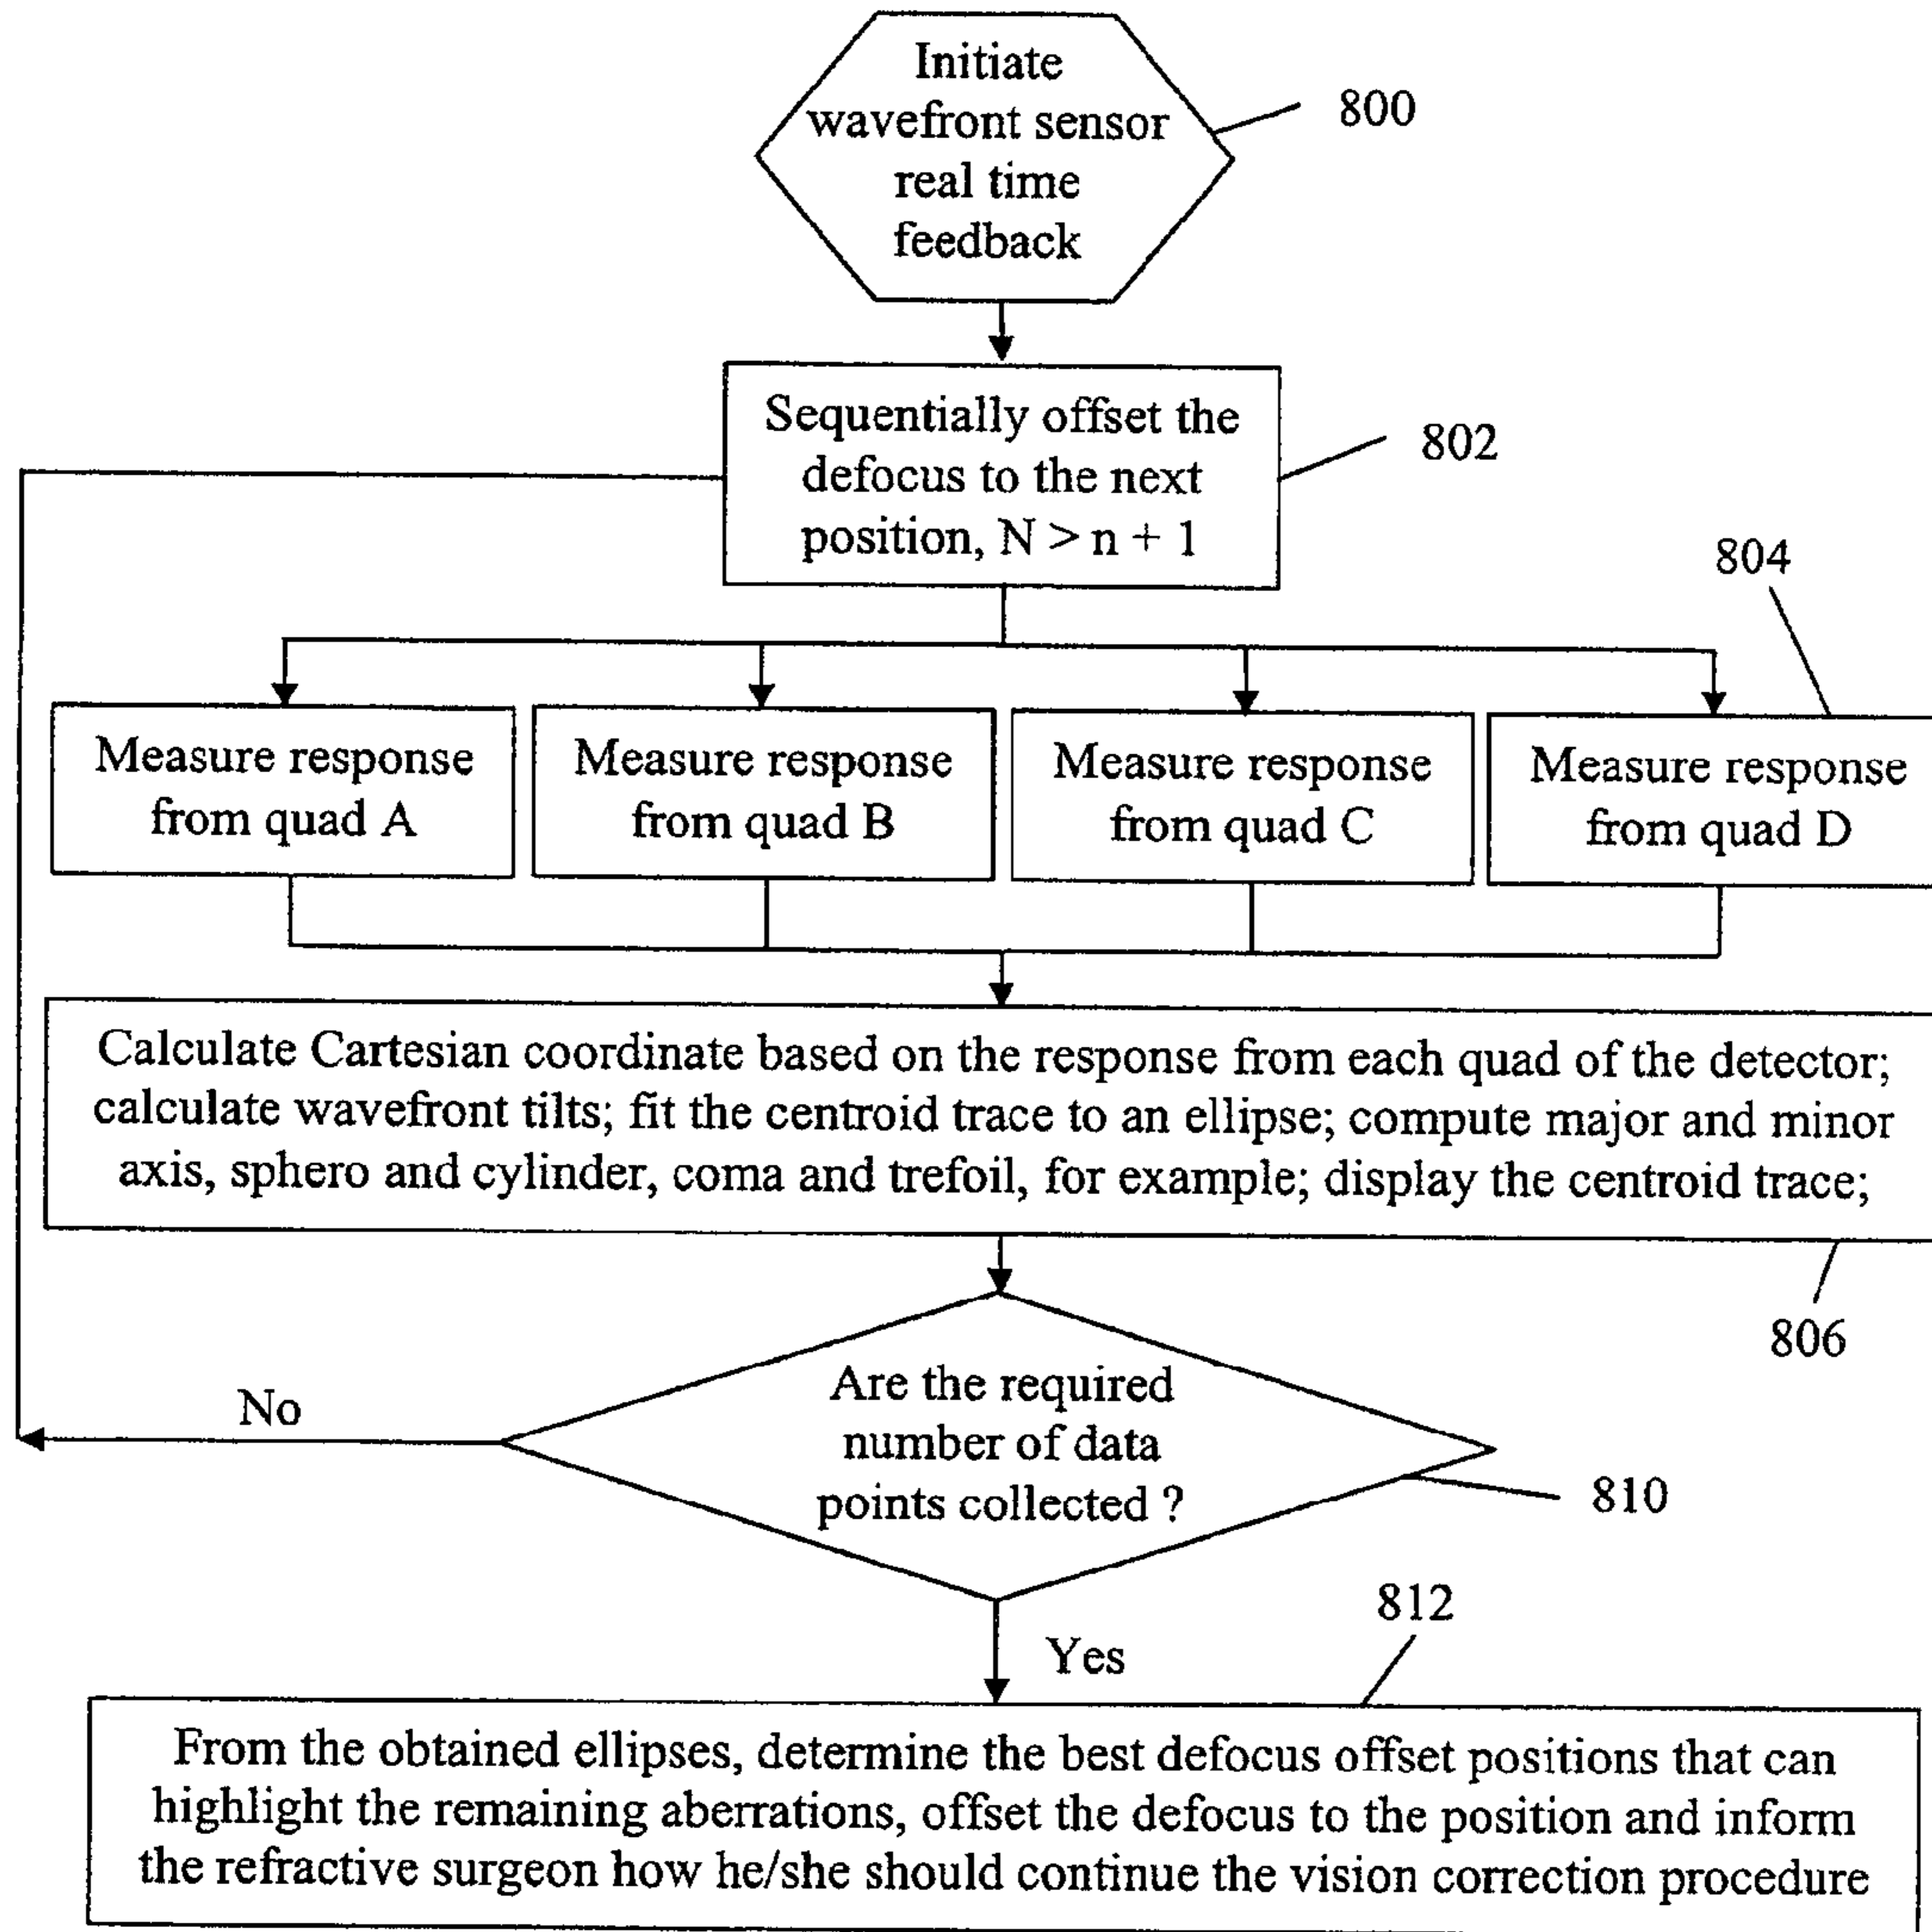 Initiate
wavefront sensor
real time
feedback
800
Sequentially offset the
defocus to the next
position, N > n + 1
802
804
Measure response
from quad A
Measure response
from quad B
Measure response
from quad C
Measure response
from quad D
Calculate Cartesian coordinate based on the response from each quad of the detector;
calculate wavefront tilts; fit the centroid trace to an ellipse; compute major and minor
axis, sphero and cylinder, coma and trefoil, for example; display the centroid trace;
806
Are the required
number of data
points collected ?
No
810
Yes
812
From the obtained ellipses, determine the best defocus offset positions that can
highlight the remaining aberrations, offset the defocus to the position and inform
the refractive surgeon how he/she should continue the vision correction procedure